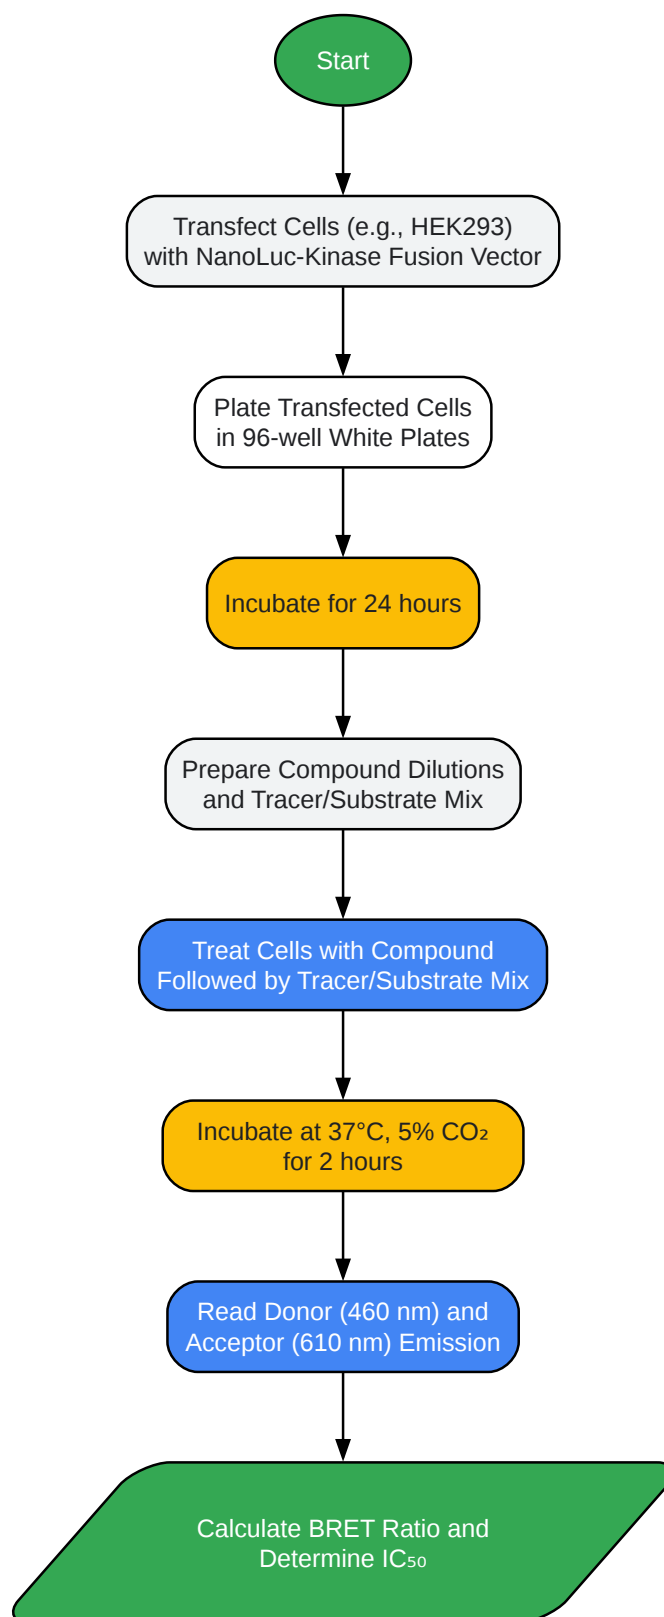 Start
Transfect Cells (e.g., HEK293)
with NanoLuc-Kinase Fusion Vector
Plate Transfected Cells
in 96-well White Plates
Incubate for 24 hours
Prepare Compound Dilutions
and Tracer/Substrate Mix
Treat Cells with Compound
Followed by Tracer/Substrate Mix
Incubate at 37°C, 5% CO₂
for 2 hours
Read Donor (460 nm) and
Acceptor (610 nm) Emission
Calculate BRET Ratio and
Determine IC₅₀